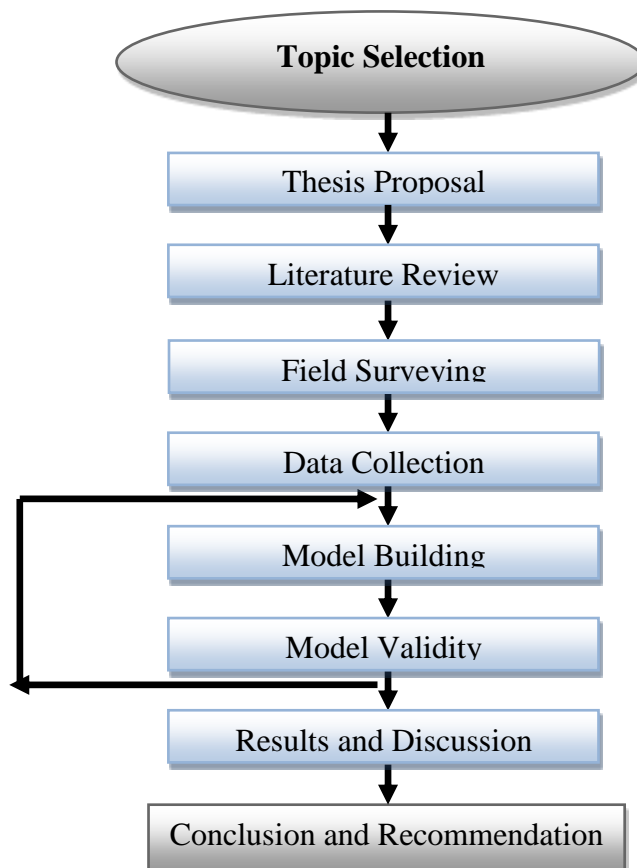 Topic Selection
Thesis Proposal
Literature Review
Field Surveying
Data Collection
Model Building
Model Validity
Results and Discussion
Conclusion and Recommendation